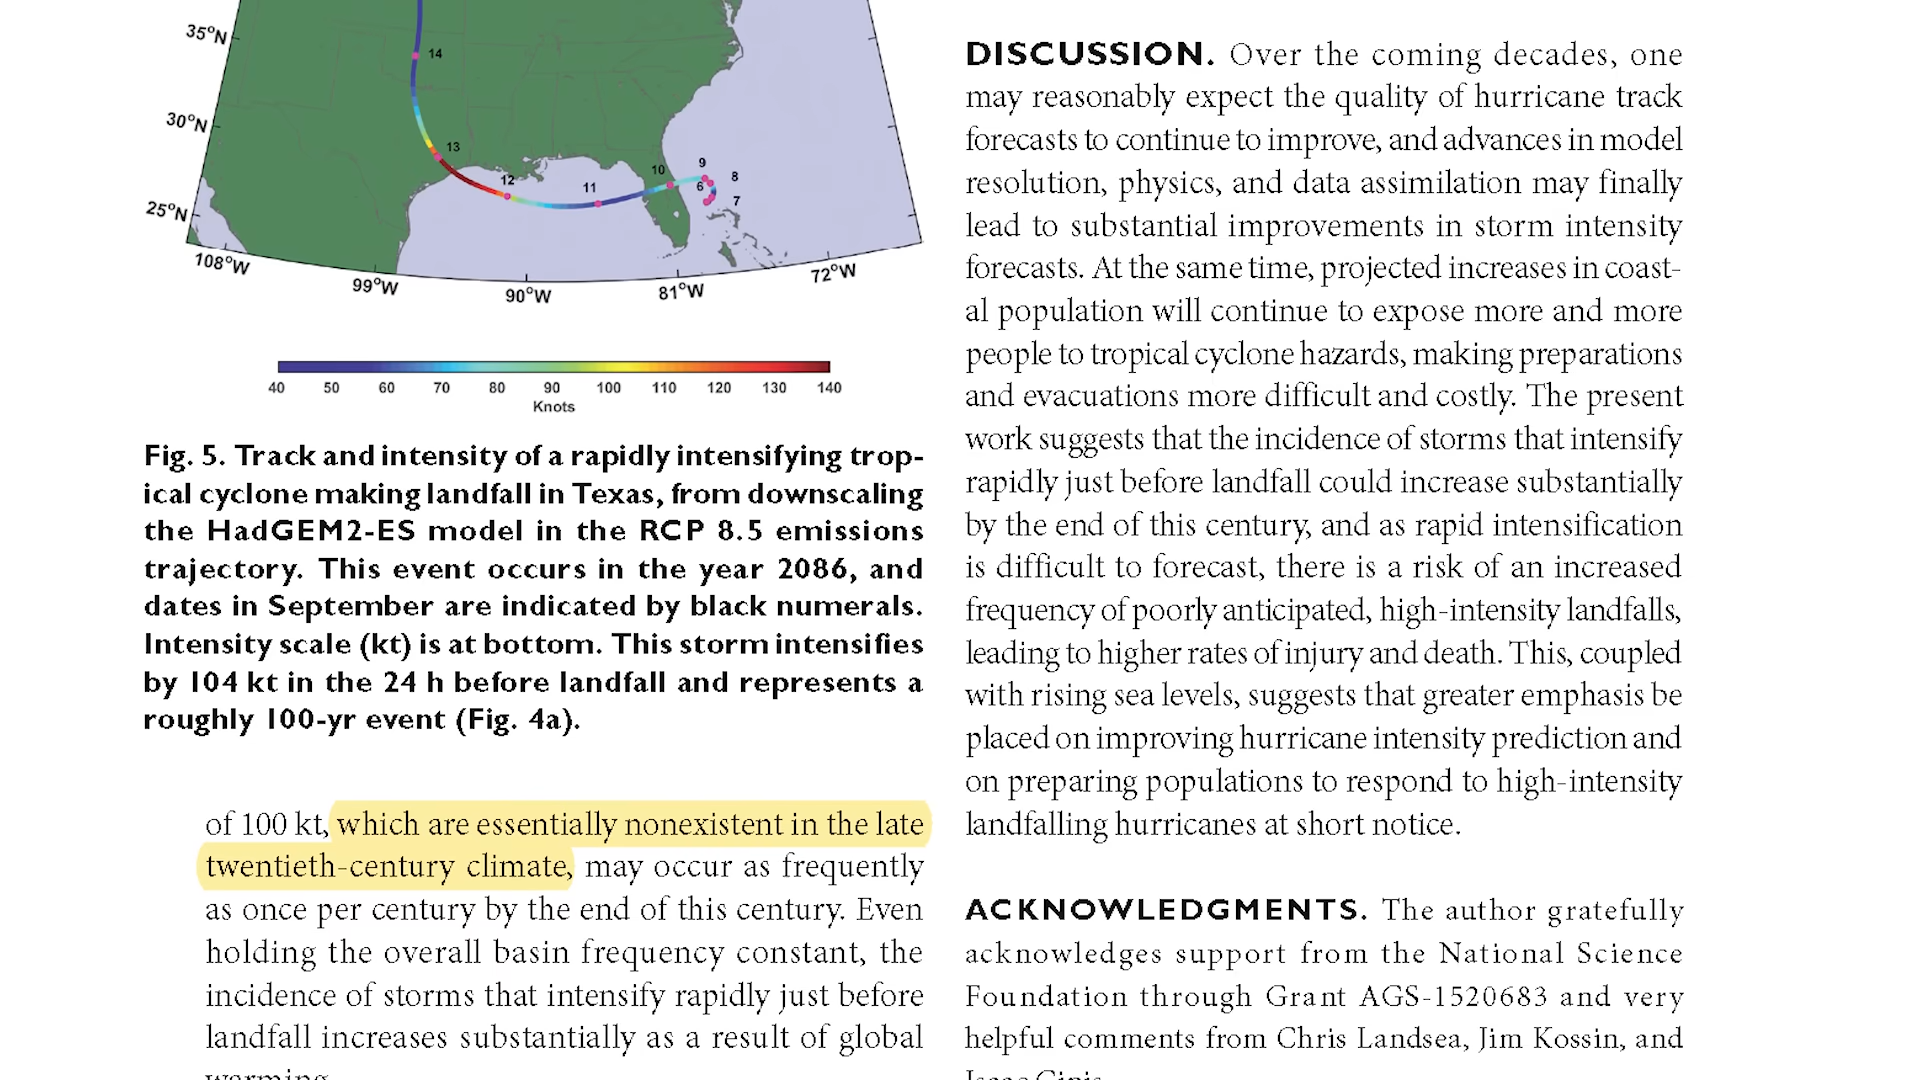 35°N
14
30°N
13
12
11
10
9
8
6
7
25°N
108°W
99°W
90°W
81°W
72°W
40 50 60 70 80 90 100 110 120 130 140
Knots
Fig. 5. Track and intensity of a rapidly intensifying trop-
ical cyclone making landfall in Texas, from downscaling
the HadGEM2-ES model in the RCP 8.5 emissions
trajectory. This event occurs in the year 2086, and
dates in September are indicated by black numerals.
Intensity scale (kt) is at bottom. This storm intensifies
by 104 kt in the 24 h before landfall and represents a
roughly 100-yr event (Fig. 4a).
of 100 kt, which are essentially nonexistent in the late
twentieth-century climate, may occur as frequently
as once per century by the end of this century. Even
holding the overall basin frequency constant, the
incidence of storms that intensify rapidly just before
landfall increases substantially as a result of global
warming.
DISCUSSION. Over the coming decades, one
may reasonably expect the quality of hurricane track
forecasts to continue to improve, and advances in model
resolution, physics, and data assimilation may finally
lead to substantial improvements in storm intensity
forecasts. At the same time, projected increases in coast-
al population will continue to expose more and more
people to tropical cyclone hazards, making preparations
and evacuations more difficult and costly. The present
work suggests that the incidence of storms that intensify
rapidly just before landfall could increase substantially
by the end of this century, and as rapid intensification
is difficult to forecast, there is a risk of an increased
frequency of poorly anticipated, high-intensity landfalls,
leading to higher rates of injury and death. This, coupled
with rising sea levels, suggests that greater emphasis be
placed on improving hurricane intensity prediction and
on preparing populations to respond to high-intensity
landfalling hurricanes at short notice.
ACKNOWLEDGMENTS. The author gratefully
acknowledges support from the National Science
Foundation through Grant AGS-1520683 and very
helpful comments from Chris Landsea, Jim Kossin, and
Isaac Ginis.